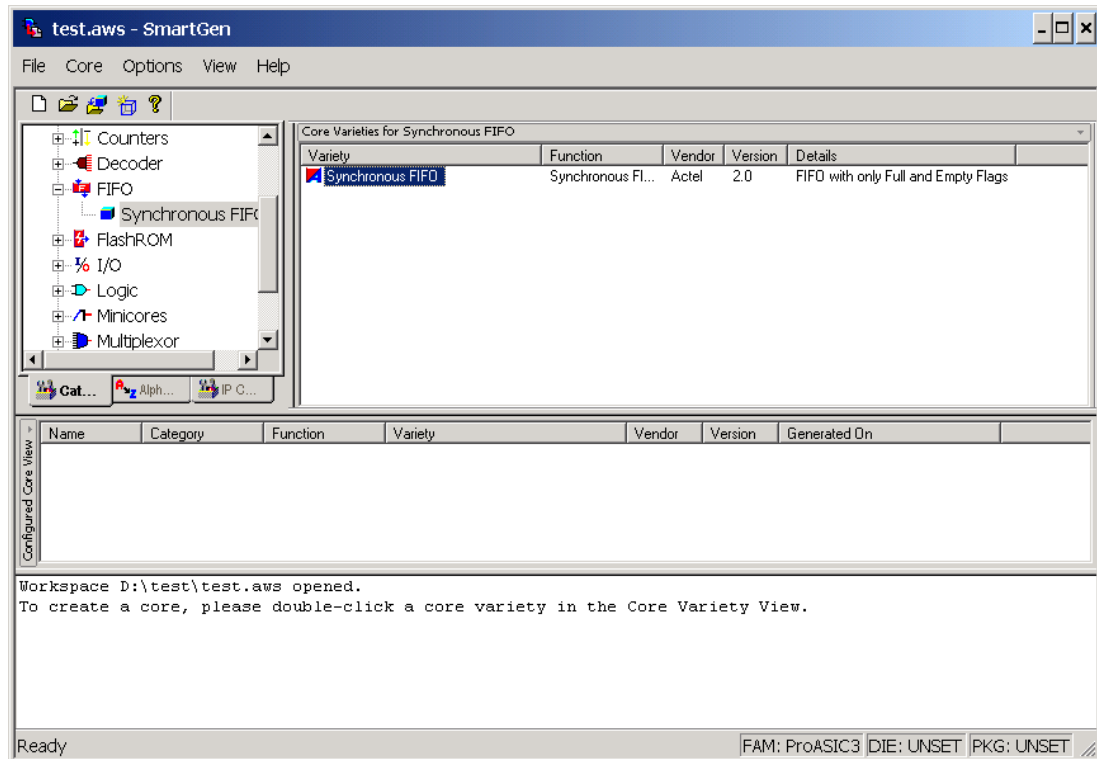 test.aws - SmartGen
File Core Options View Help
Counters
Decoder
FIFO
Synchronous FIFO
FlashROM
I/O
Logic
Minicores
Multiplexor
Cat... Alph... IP C...
Core Varieties for Synchronous FIFO
Variety Function Vendor Version Details
Synchronous FIFO Synchronous FI... Actel 2.0 FIFO with only Full and Empty Flags
Configured Core View
Name Category Function Variety Vendor Version Generated On
Workspace D:\test\test.aws opened.
To create a core, please double-click a core variety in the Core Variety View.
Ready FAM: ProASIC3 DIE: UNSET PKG: UNSET